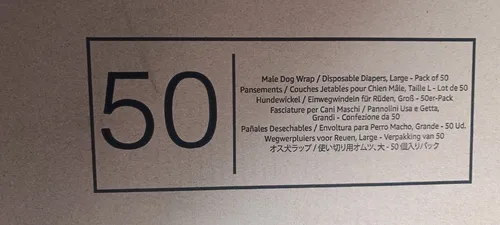 50
Male Dog Wrap / Disposable Diapers, Large - Pack of 50
Pansements / Couches Jetables pour Chien Mâle, Taille L - Lot de 50
Hundewickel / Einwegwindeln für Rüden, Groß - 50er-Pack
Fasciature per Cani Maschi / Pannolini Usa e Getta,
Grandi - Confezione da 50
Pañales Desechables / Envoltura para Perro Macho, Grande - 50 Ud.
Wegwerpluiers voor Reuen, Large - Verpakking van 50
オス犬ラップ / 使い切り用オムツ、大 - 50 個入りパック